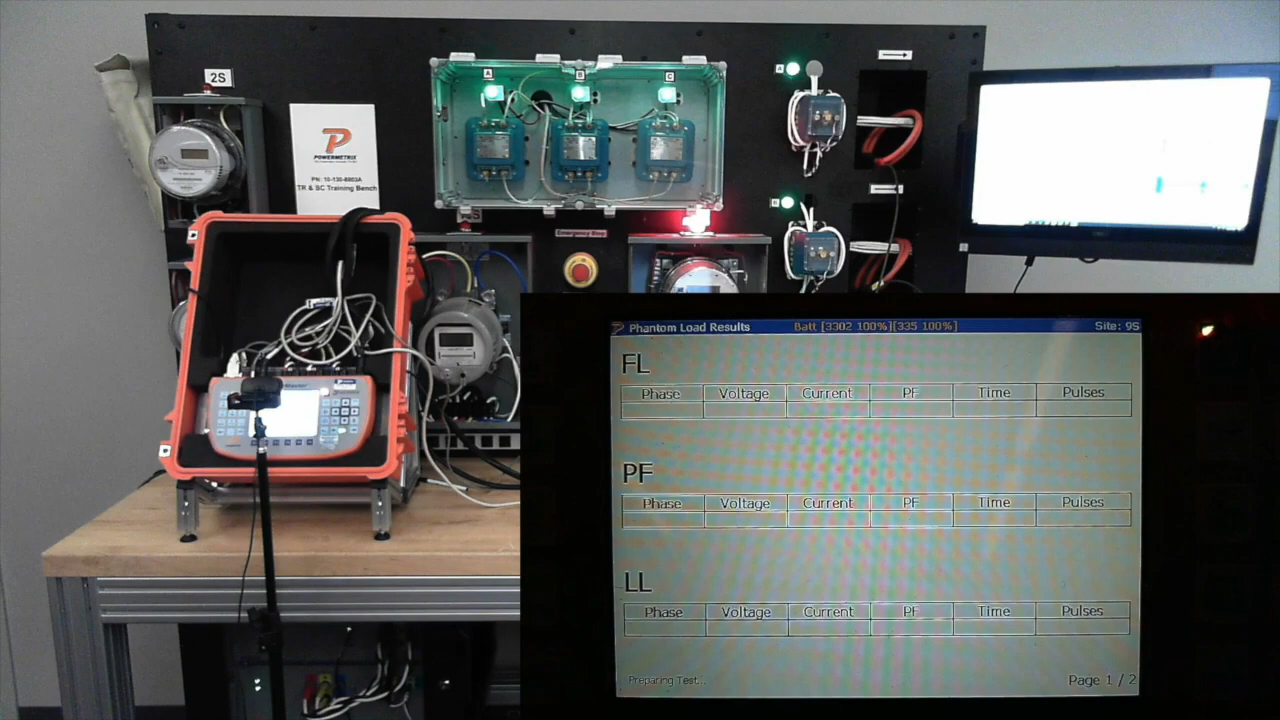 2S
POWERMETRIX
PN: 10-130-8803A
TR & SC Training Bench
A
B
C
A
B
Emergency Stop
Phantom Load Results
Batt [3302 100%][335 100%]
Site: 9S
FL
Phase Voltage Current PF Time Pulses
PF
Phase Voltage Current PF Time Pulses
LL
Phase Voltage Current PF Time Pulses
Preparing Test...
Page 1 / 2